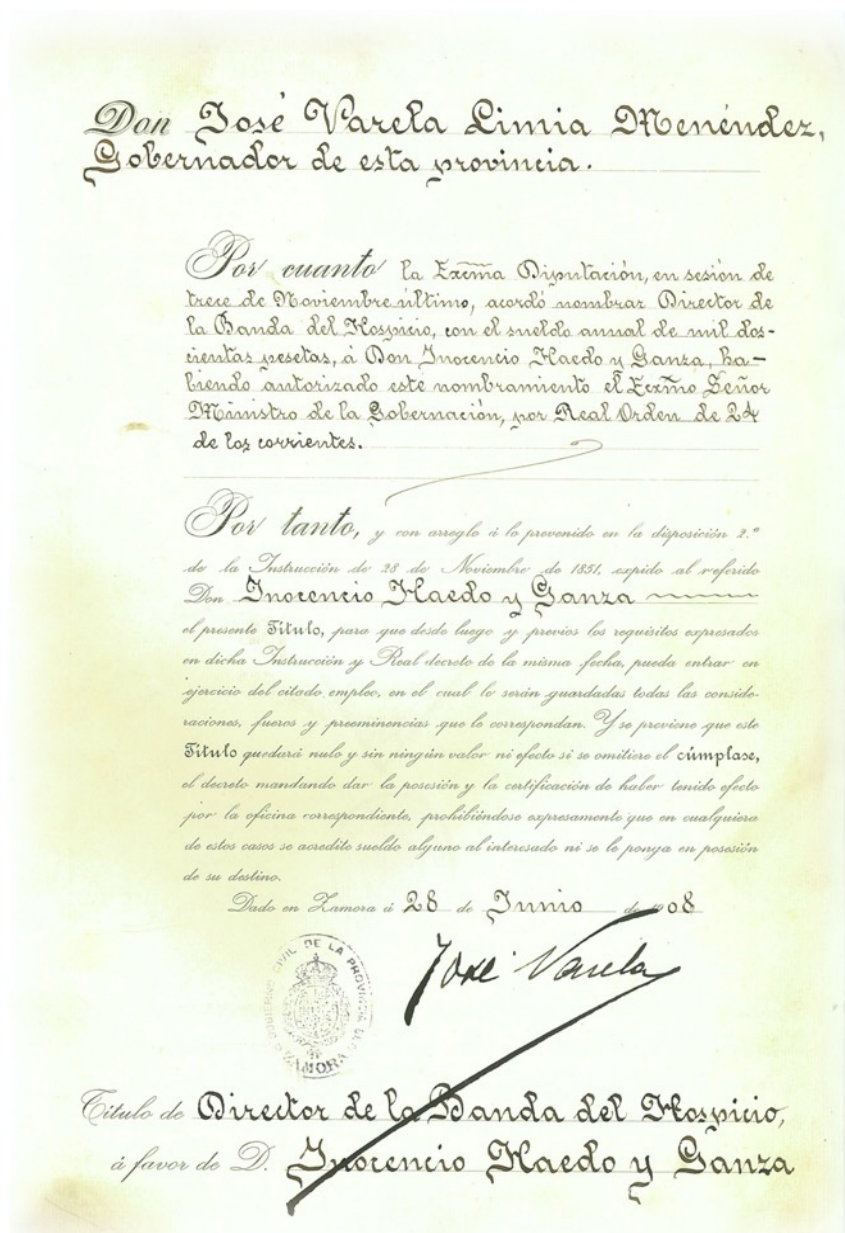 Don José Varela Limia Menéndez,
Gobernador de esta provincia.
Por cuanto la Excma Diputación, en sesión de
trece de Noviembre último, acordó nombrar Director de
la Banda del Hospicio, con el sueldo annual de mil dos-
cientas pesetas, á Don Inocencio Haedo y Ganza, ha-
biendo autorizado este nombramiento el Excmo Señor
Ministro de la Gobernación, por Real Orden de 24
de los corrientes.
Por tanto, y con arreglo á lo prevenido en la disposición 2.ª
de la Instrucción de 28 de Noviembre de 1851, expido al referido
Don Inocencio Haedo y Ganza
el presente Título, para que desde luego y previos los requisitos expresados
en dicha Instrucción y Real decreto de la misma fecha, pueda entrar en
ejercicio del citado empleo, en el cual le serán guardadas todas las conside-
raciones, fueros y preeminencias que le correspondan. Y se previene que este
Título quedará nulo y sin ningún valor ni efecto si se omitiere el cúmplase,
el decreto mandando dar la posesión y la certificación de haber tenido efecto
por la oficina correspondiente, prohibiéndose expresamente que en cualquiera
de estos casos se acredite sueldo alguno al interesado ni se le ponga en posesión
de su destino.
Dado en Zamora á 28 de Junio de 1908
José Varela
GOBIERNO CIVIL DE LA PROVINCIA DE
ZAMORA
Título de Director de la Banda del Hospicio,
á favor de D. Inocencio Haedo y Ganza